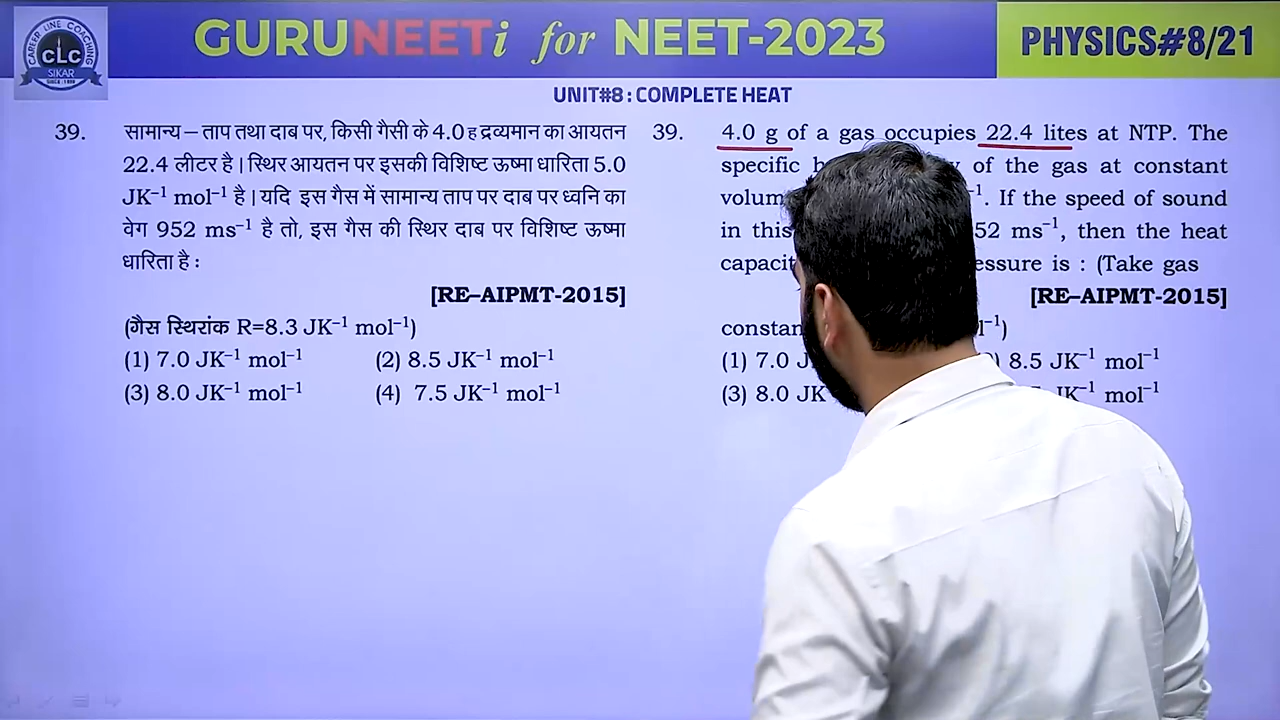 CAREER LINE COACHING
CLC
SIKAR
SINCE : 1996
GURUNEETi for NEET-2023
PHYSICS#8/21
UNIT#8 : COMPLETE HEAT
39. सामान्य – ताप तथा दाब पर, किसी गैसी के 4.0 ह द्रव्यमान का आयतन
22.4 लीटर है। स्थिर आयतन पर इसकी विशिष्ट ऊष्मा धारिता 5.0
JK⁻¹ mol⁻¹ है। यदि इस गैस में सामान्य ताप पर दाब पर ध्वनि का
वेग 952 ms⁻¹ है तो, इस गैस की स्थिर दाब पर विशिष्ट ऊष्मा
धारिता है :
[RE–AIPMT-2015]
(गैस स्थिरांक R=8.3 JK⁻¹ mol⁻¹)
(1) 7.0 JK⁻¹ mol⁻¹ (2) 8.5 JK⁻¹ mol⁻¹
(3) 8.0 JK⁻¹ mol⁻¹ (4) 7.5 JK⁻¹ mol⁻¹
39. 4.0 g of a gas occupies 22.4 lites at NTP. The
specific of the gas at constant
If the speed of sound
in this 52 ms⁻¹, then the heat
is : (Take gas
[RE–AIPMT-2015]
(1) 7.0 8.5 JK⁻¹ mol⁻¹
(3) 8.0 JK⁻¹ mol⁻¹